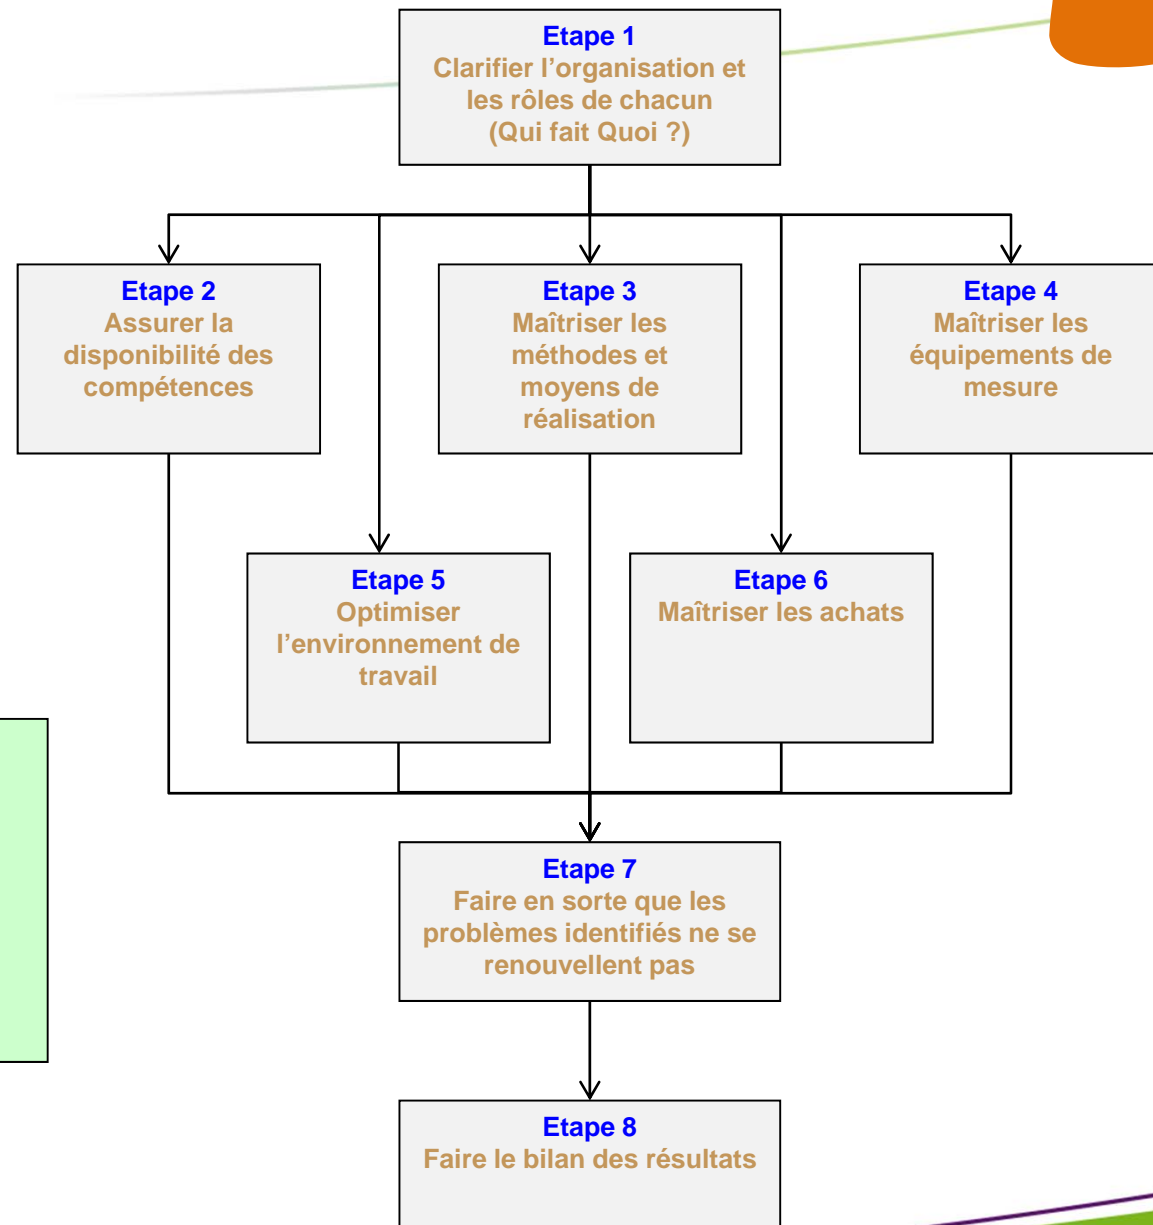 Etape 1
Clarifier l’organisation et
les rôles de chacun
(Qui fait Quoi ?)
Etape 2
Assurer la
disponibilité des
compétences
Etape 3
Maîtriser les
méthodes et
moyens de
réalisation
Etape 4
Maîtriser les
équipements de
mesure
Etape 5
Optimiser
l’environnement de
travail
Etape 6
Maîtriser les achats
Etape 7
Faire en sorte que les
problèmes identifiés ne se
renouvellent pas
Etape 8
Faire le bilan des résultats